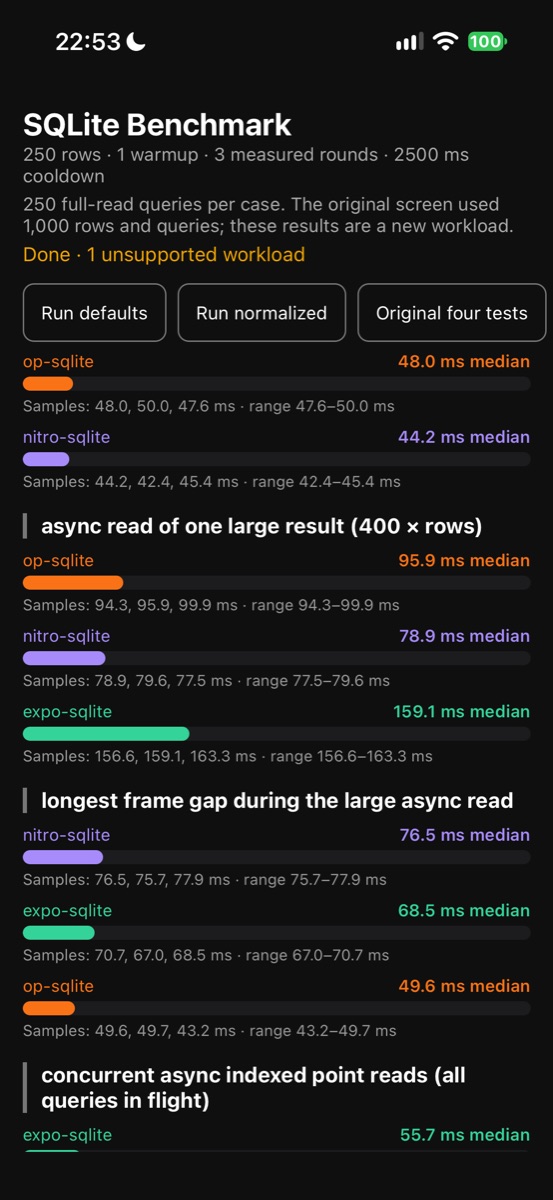 22:53
100
SQLite Benchmark
250 rows · 1 warmup · 3 measured rounds · 2500 ms
cooldown
250 full-read queries per case. The original screen used
1,000 rows and queries; these results are a new workload.
Done · 1 unsupported workload
Run defaults
Run normalized
Original four tests
op-sqlite 48.0 ms median
Samples: 48.0, 50.0, 47.6 ms · range 47.6–50.0 ms
nitro-sqlite 44.2 ms median
Samples: 44.2, 42.4, 45.4 ms · range 42.4–45.4 ms
async read of one large result (400 × rows)
op-sqlite 95.9 ms median
Samples: 94.3, 95.9, 99.9 ms · range 94.3–99.9 ms
nitro-sqlite 78.9 ms median
Samples: 78.9, 79.6, 77.5 ms · range 77.5–79.6 ms
expo-sqlite 159.1 ms median
Samples: 156.6, 159.1, 163.3 ms · range 156.6–163.3 ms
longest frame gap during the large async read
nitro-sqlite 76.5 ms median
Samples: 76.5, 75.7, 77.9 ms · range 75.7–77.9 ms
expo-sqlite 68.5 ms median
Samples: 70.7, 67.0, 68.5 ms · range 67.0–70.7 ms
op-sqlite 49.6 ms median
Samples: 49.6, 49.7, 43.2 ms · range 43.2–49.7 ms
concurrent async indexed point reads (all
queries in flight)
expo-sqlite 55.7 ms median